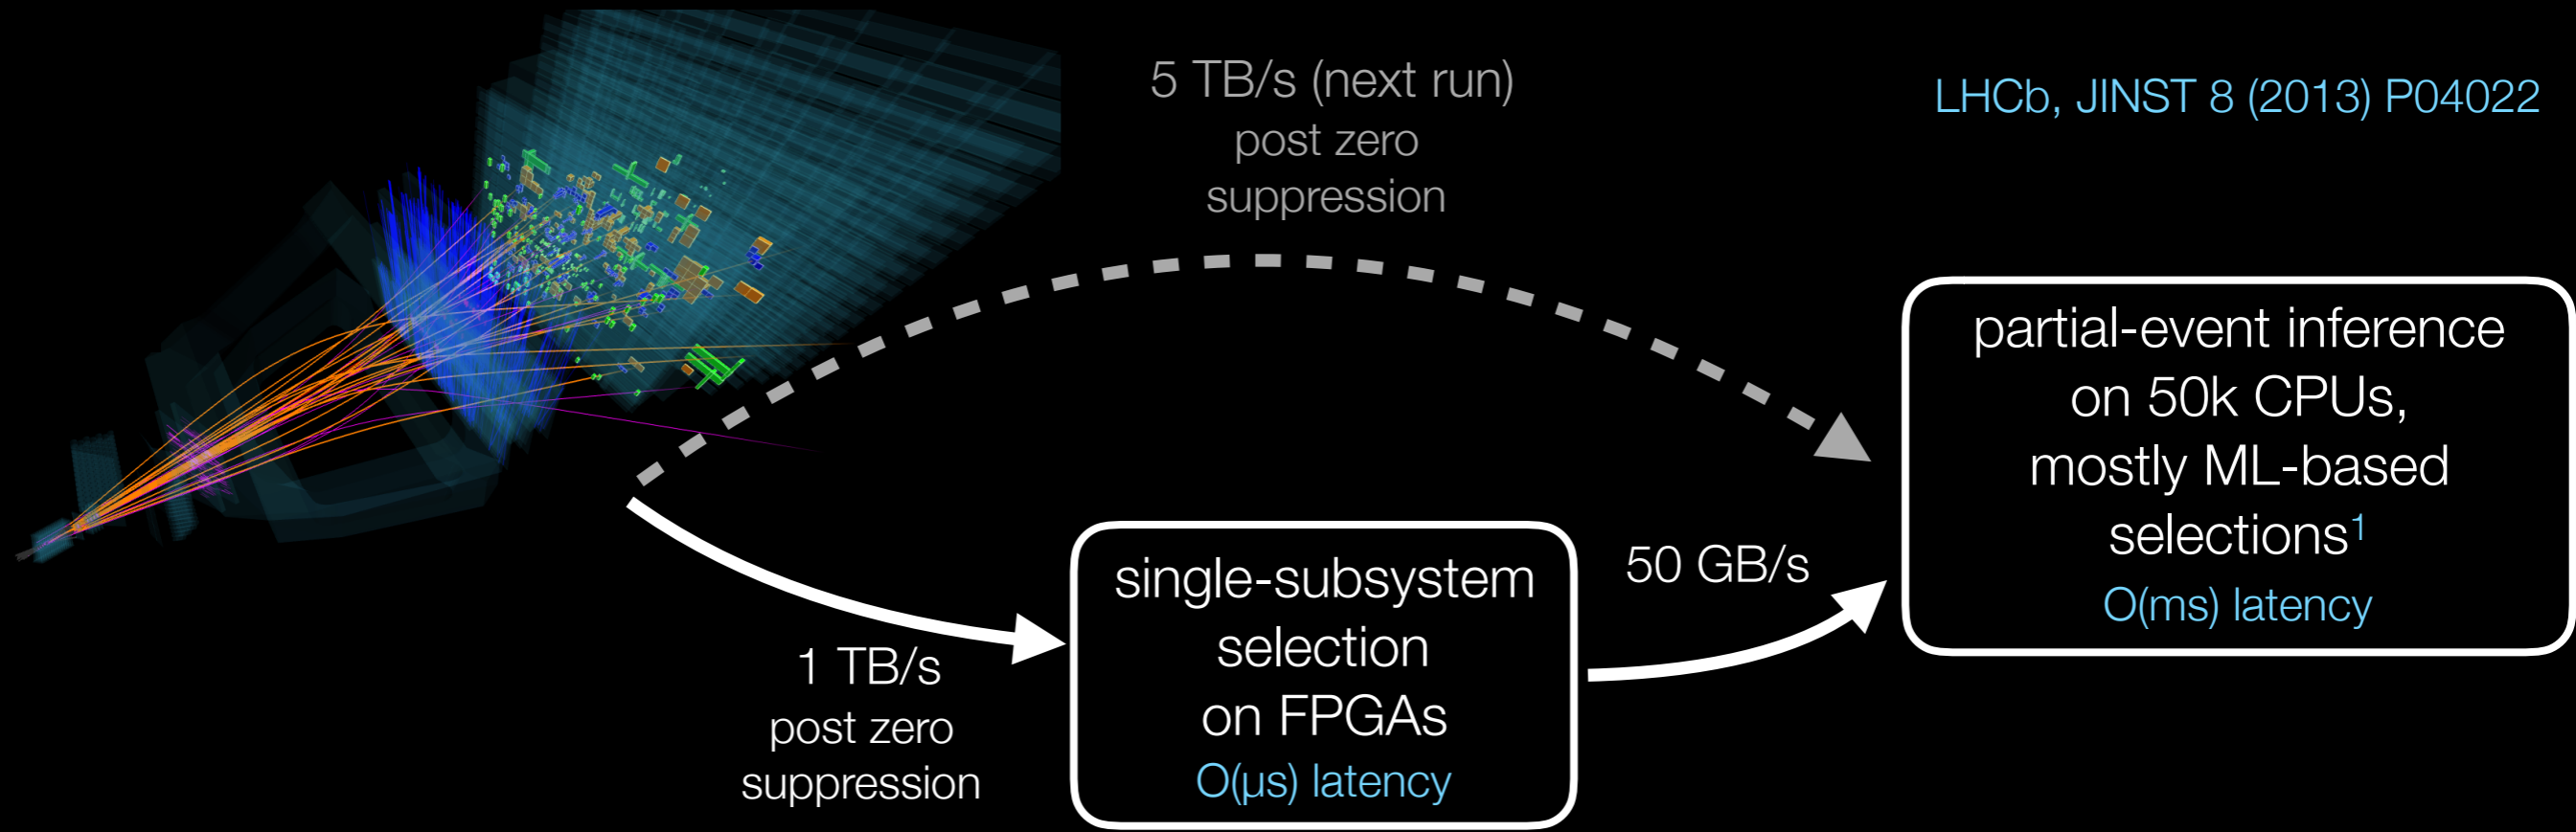 5 TB/s (next run)
post zero
suppression
LHCb, JINST 8 (2013) P04022
1 TB/s
post zero
suppression
single-subsystem
selection
on FPGAs
O(µs) latency
50 GB/s
partial-event inference
on 50k CPUs,
mostly ML-based
selections¹
O(ms) latency